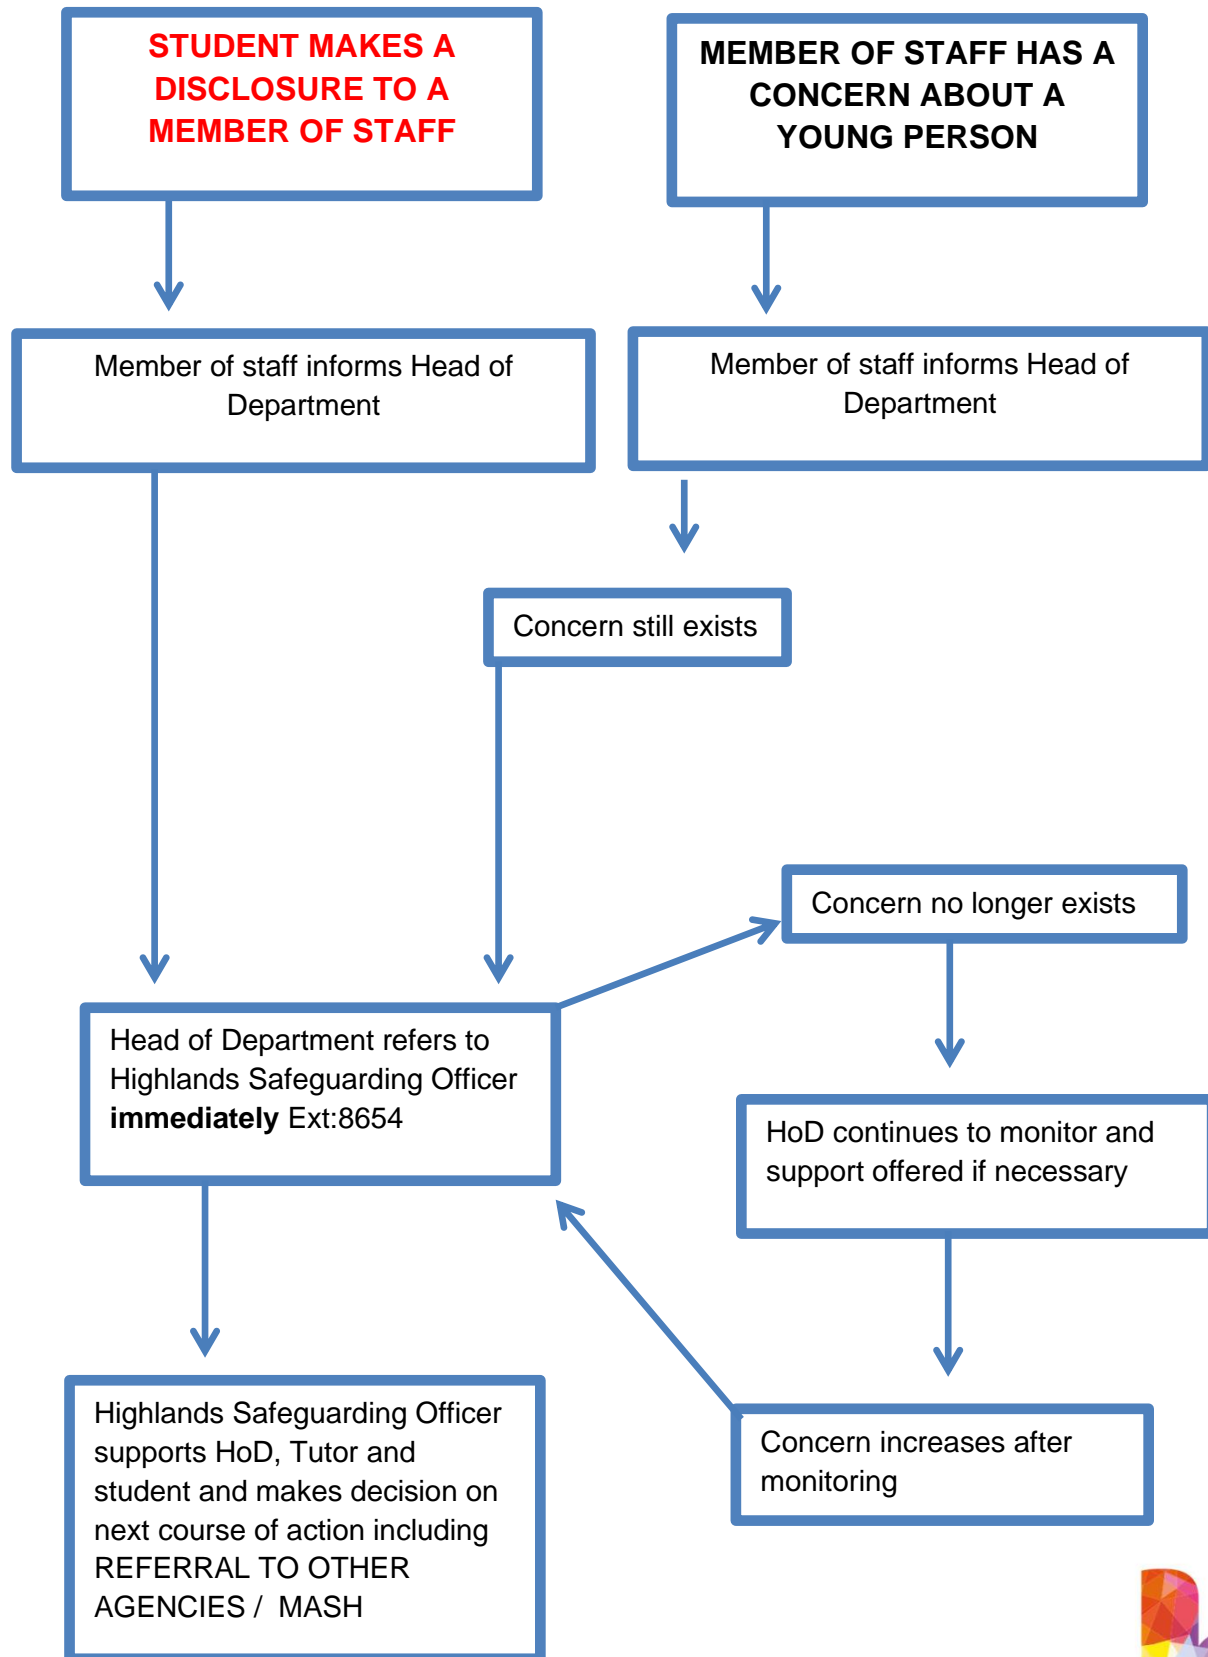 STUDENT MAKES A
DISCLOSURE TO A
MEMBER OF STAFF
MEMBER OF STAFF HAS A
CONCERN ABOUT A
YOUNG PERSON
Member of staff informs Head of
Department
Member of staff informs Head of
Department
Concern still exists
Concern no longer exists
Head of Department refers to
Highlands Safeguarding Officer
immediately Ext:8654
HoD continues to monitor and
support offered if necessary
Concern increases after
monitoring
Highlands Safeguarding Officer
supports HoD, Tutor and
student and makes decision on
next course of action including
REFERRAL TO OTHER
AGENCIES /  MASH